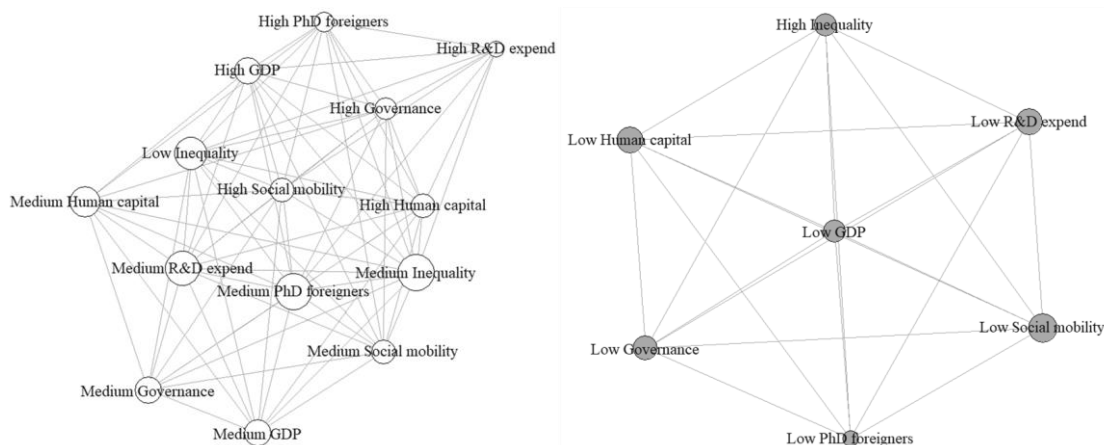 High PhD foreigners
High R&D expend
High GDP
High Governance
Low Inequality
High Social mobility
Medium Human capital
High Human capital
Medium R&D expend
Medium Inequality
Medium PhD foreigners
Medium Social mobility
Medium Governance
Medium GDP
High Inequality
Low R&D expend
Low Human capital
Low GDP
Low Social mobility
Low Governance
Low PhD foreigners